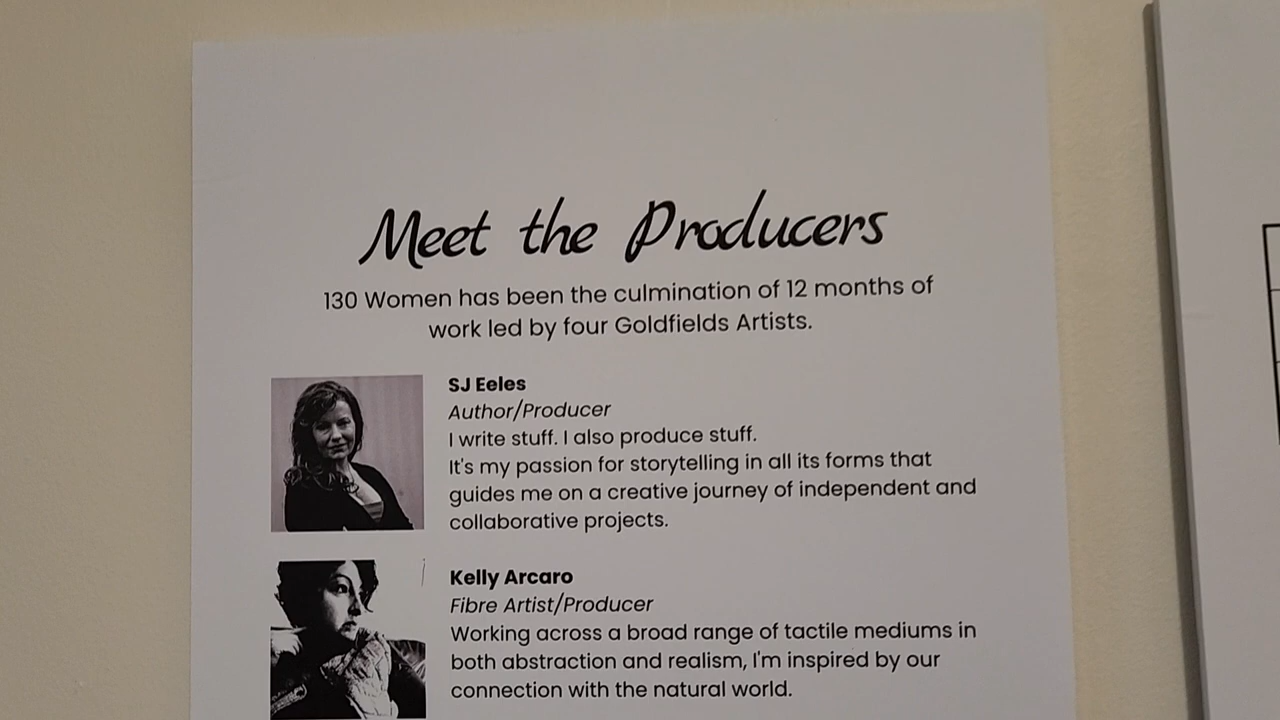 Meet the Producers
130 Women has been the culmination of 12 months of
work led by four Goldfields Artists.
SJ Eeles
Author/Producer
I write stuff. I also produce stuff.
It's my passion for storytelling in all its forms that
guides me on a creative journey of independent and
collaborative projects.
Kelly Arcaro
Fibre Artist/Producer
Working across a broad range of tactile mediums in
both abstraction and realism, I'm inspired by our
connection with the natural world.